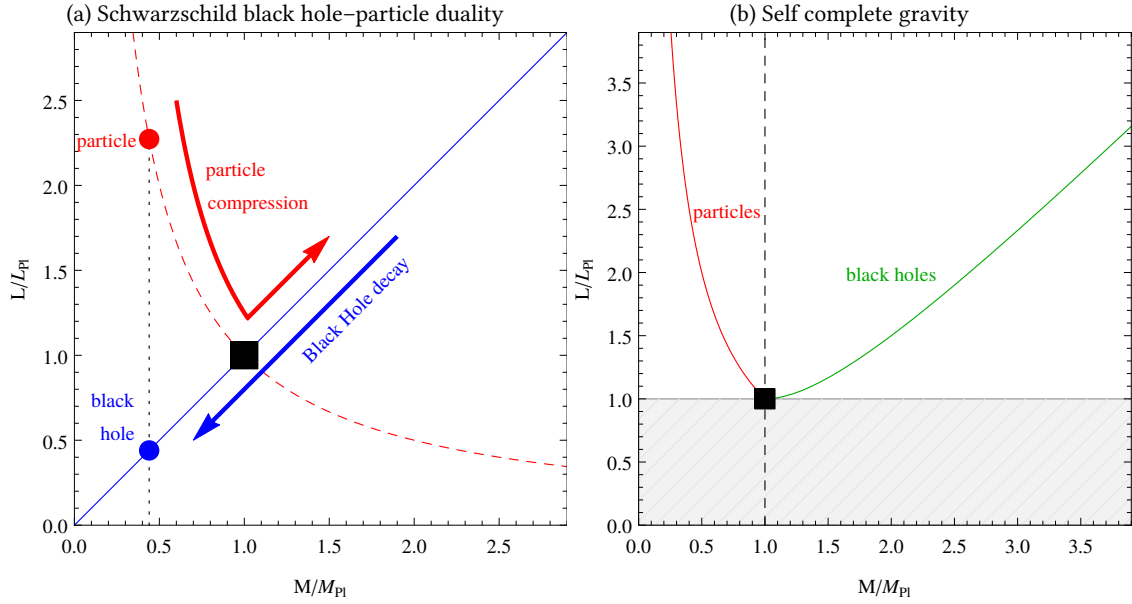 (a) Schwarzschild black hole–particle duality
2.5
2.0
1.5
1.0
0.5
0.0
L/L_Pl
particle
particle
compression
Black Hole decay
black
hole
0.0 0.5 1.0 1.5 2.0 2.5
M/M_Pl
(b) Self complete gravity
3.5
3.0
2.5
2.0
1.5
1.0
0.5
0.0
L/L_Pl
particles
black holes
0.0 0.5 1.0 1.5 2.0 2.5 3.0 3.5
M/M_Pl